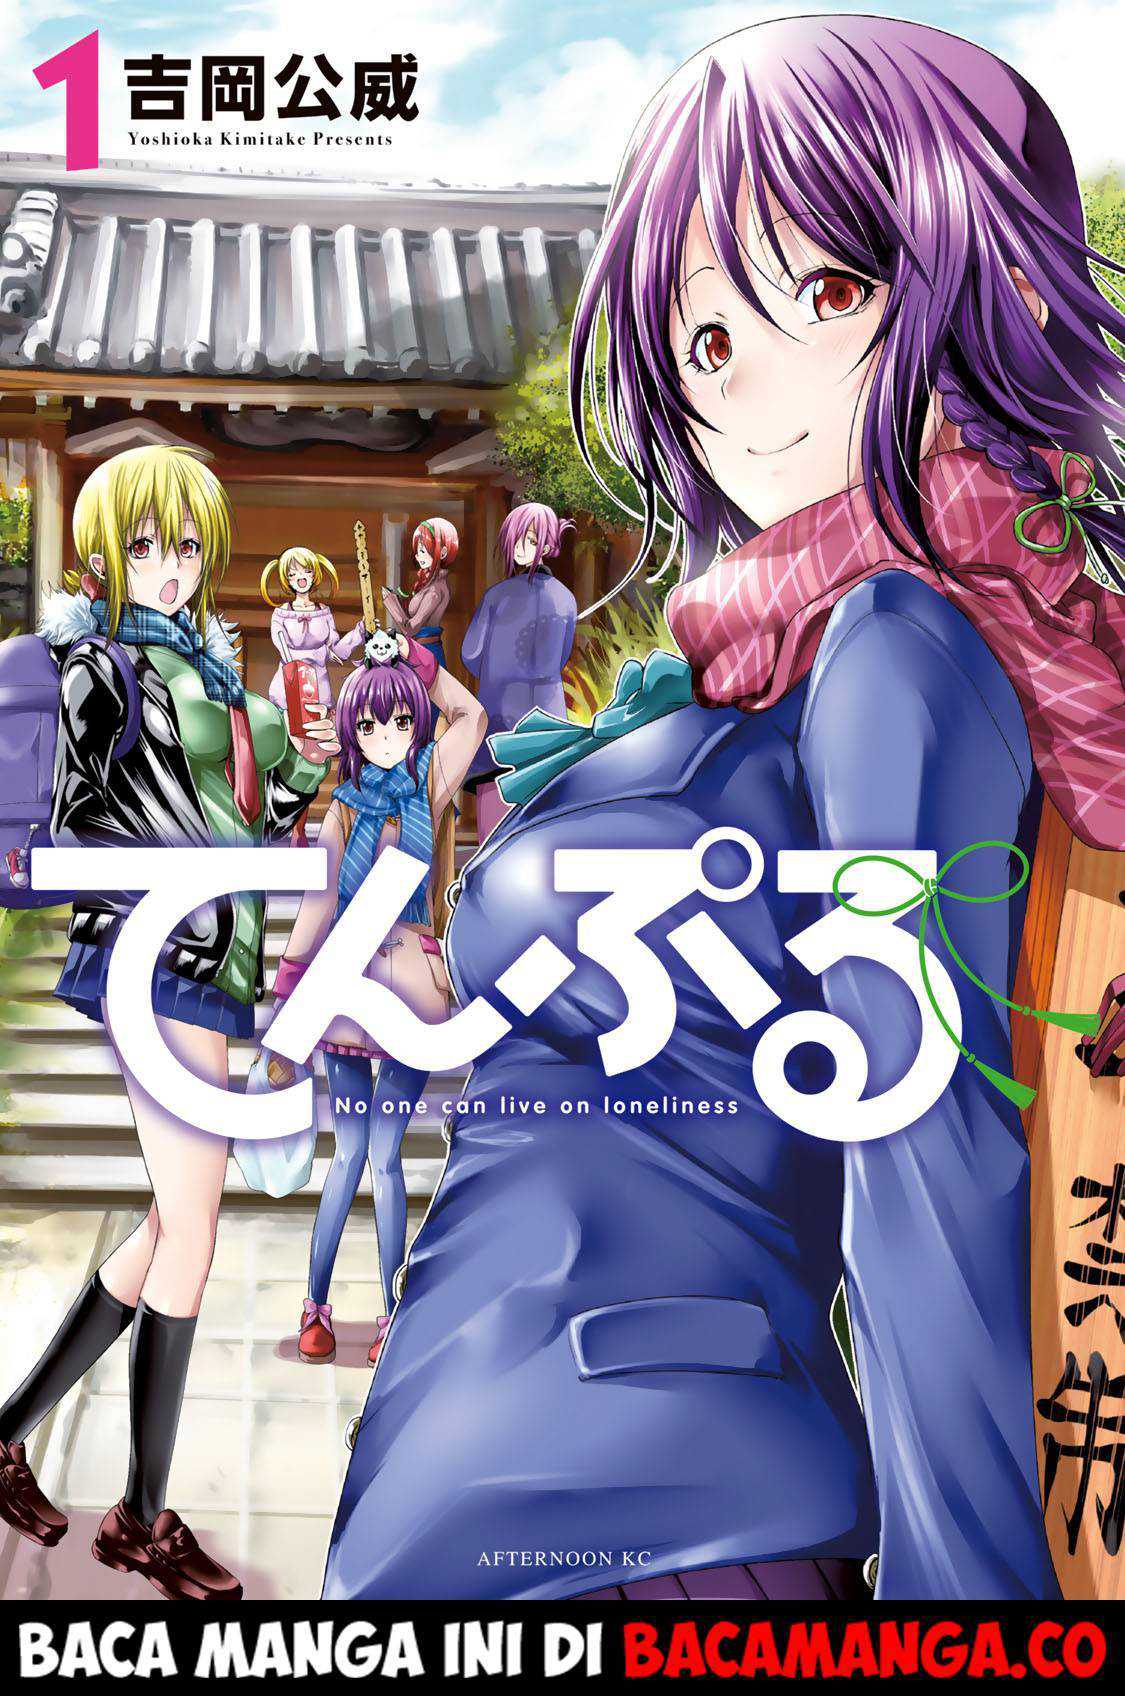 1
吉岡公威
Yoshioka Kimitake Presents
てんぷる
No one can live on loneliness
AFTERNOON KC
BACA MANGA INI DI BACAMANGA.CO